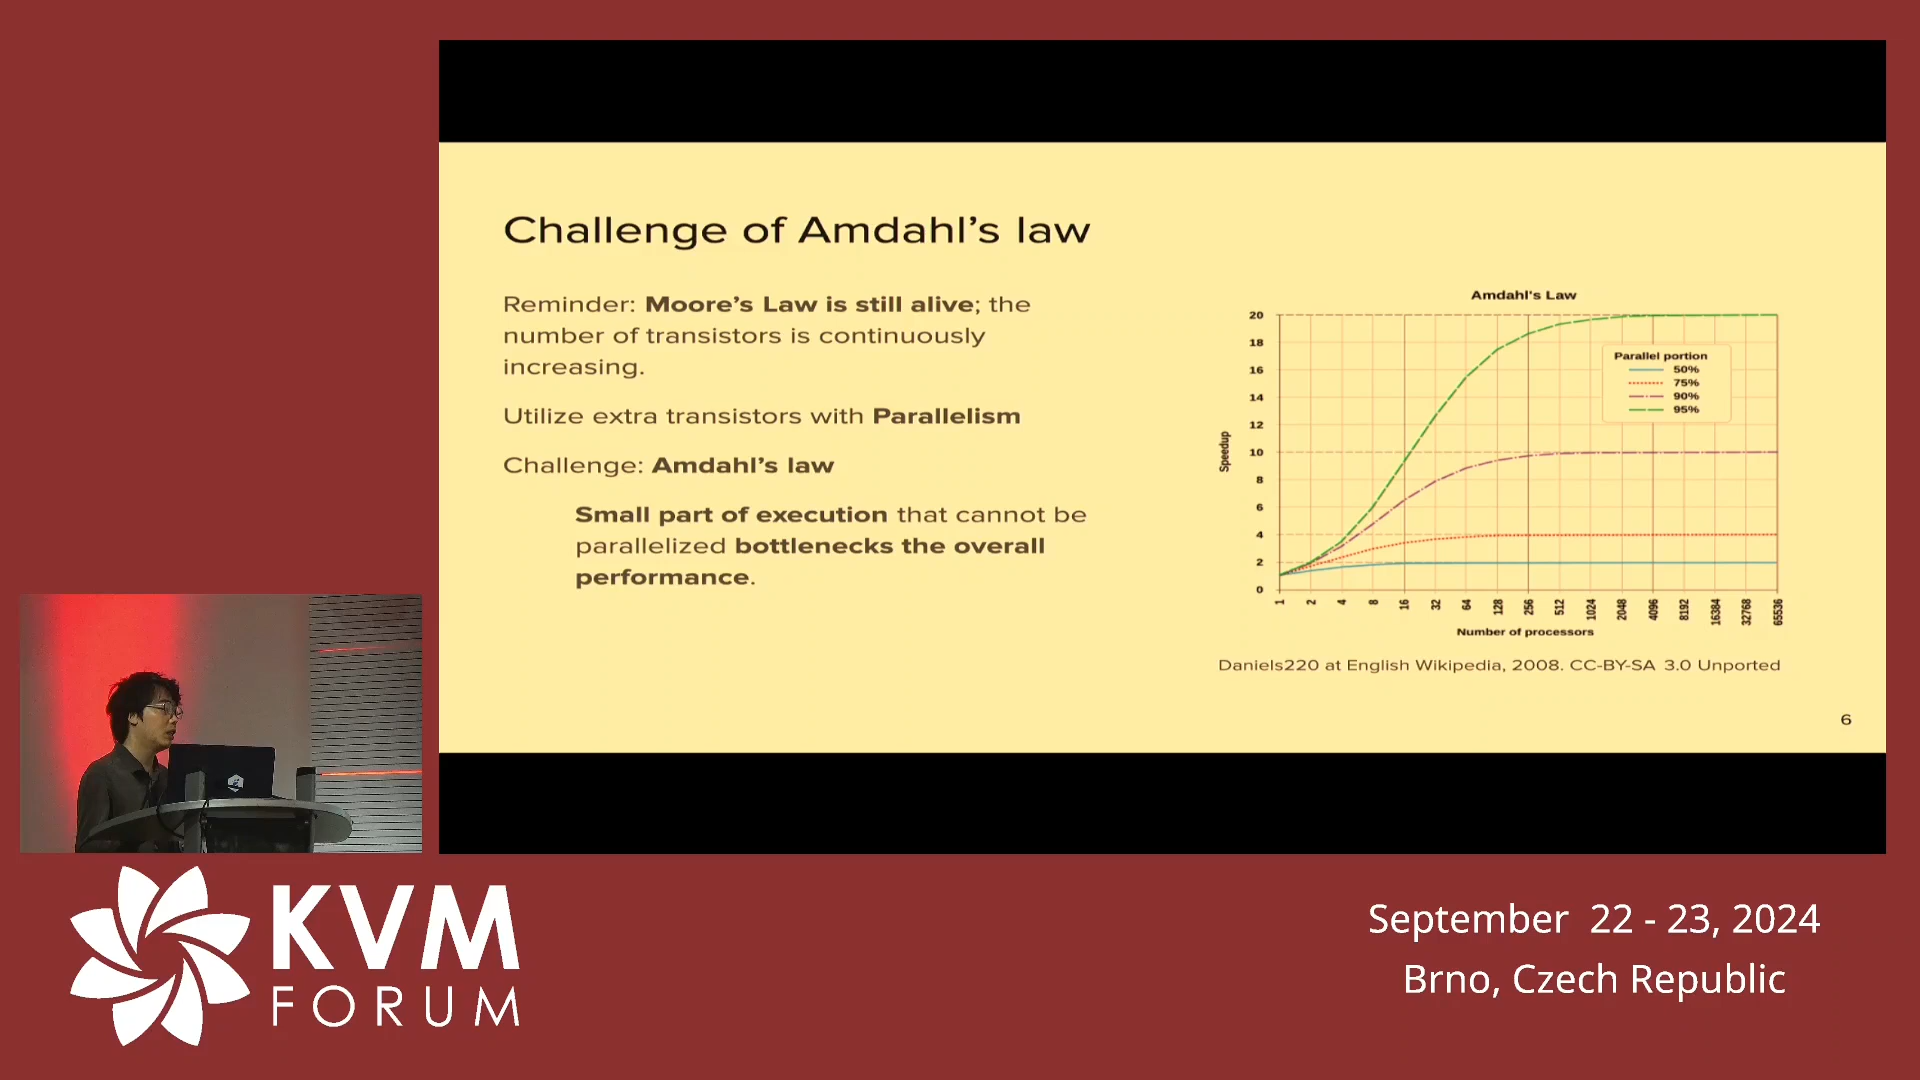 Challenge of Amdahl’s law
Reminder: Moore’s Law is still alive; the
number of transistors is continuously
increasing.
Utilize extra transistors with Parallelism
Challenge: Amdahl’s law
Small part of execution that cannot be
parallelized bottlenecks the overall
performance.
Amdahl's Law
20
18
16
14
12
10
8
6
4
2
0
Speedup
Parallel portion
50%
75%
90%
95%
1
2
4
8
16
32
64
128
256
512
1024
2048
4096
8192
16384
32768
65536
Number of processors
Daniels220 at English Wikipedia, 2008. CC-BY-SA 3.0 Unported
6
KVM
FORUM
September 22 - 23, 2024
Brno, Czech Republic